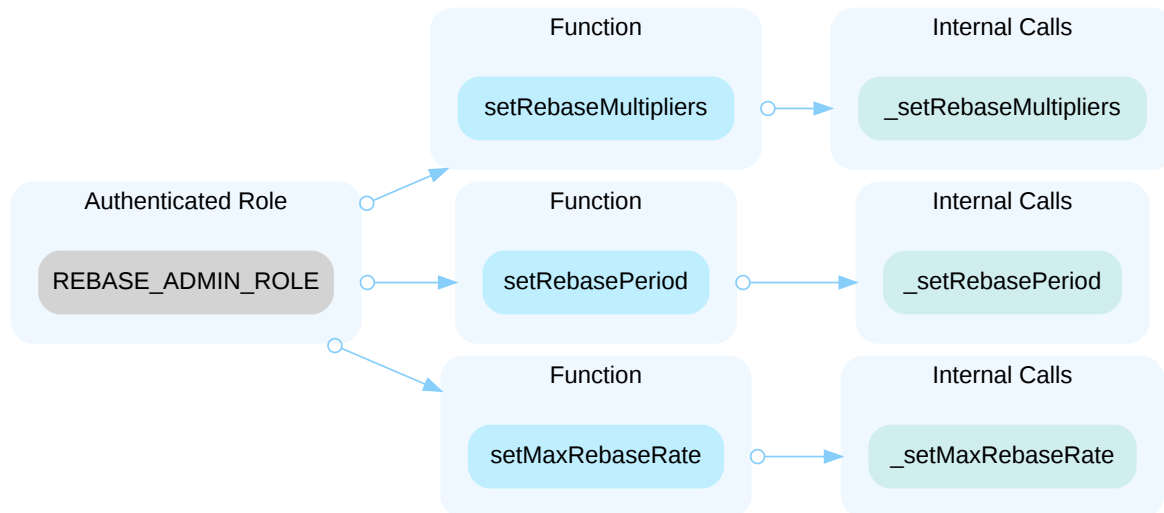 Function
Internal Calls
setRebaseMultipliers
_setRebaseMultipliers
Authenticated Role
REBASE_ADMIN_ROLE
Function
Internal Calls
setRebasePeriod
_setRebasePeriod
Function
Internal Calls
setMaxRebaseRate
_setMaxRebaseRate